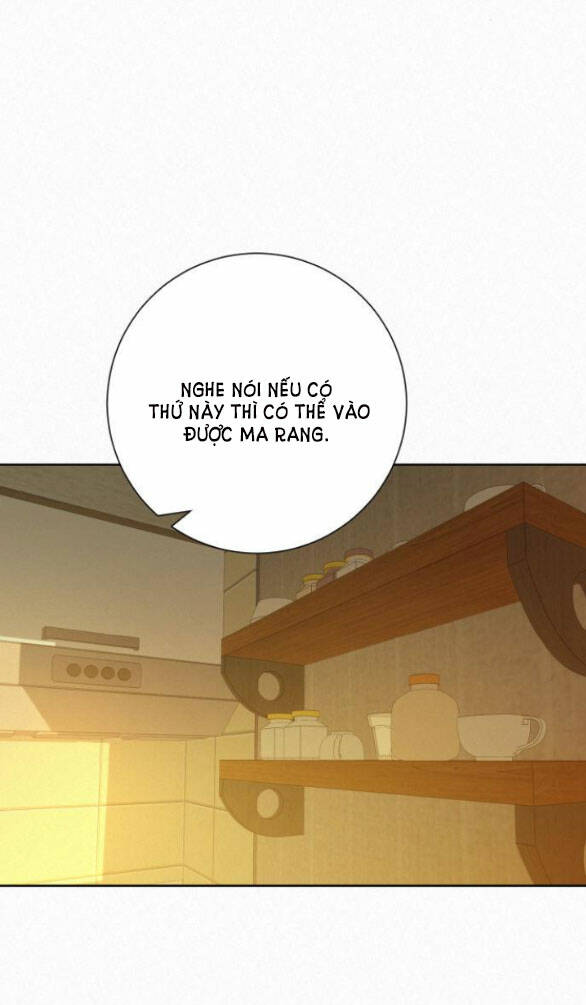 NGHE NÓI NẾU CÓ
THỨ NÀY THÌ CÓ THỂ VÀO
ĐƯỢC MA RANG.